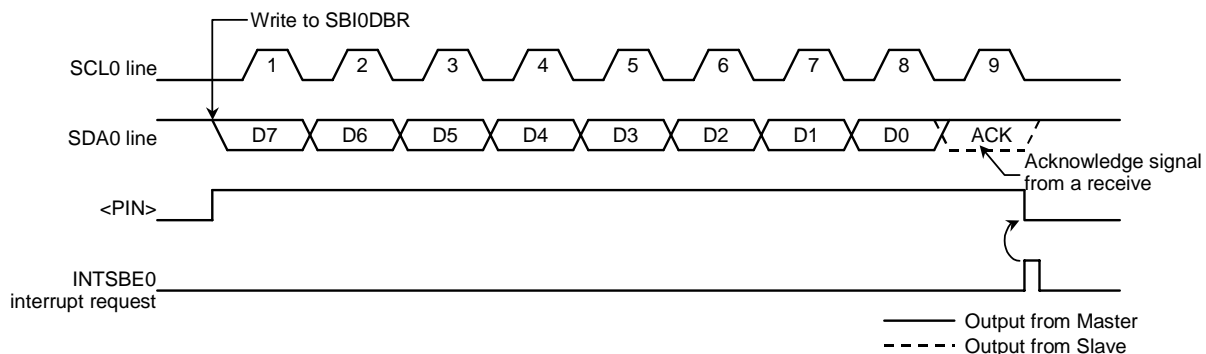 Write to SBI0DBR
SCL0 line
1 2 3 4 5 6 7 8 9
SDA0 line
D7 D6 D5 D4 D3 D2 D1 D0 ACK
Acknowledge signal
from a receive
<PIN>
INTSBE0
interrupt request
Output from Master
Output from Slave